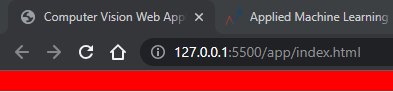 Computer Vision Web App
Applied Machine Learning
127.0.0.1:5500/app/index.html